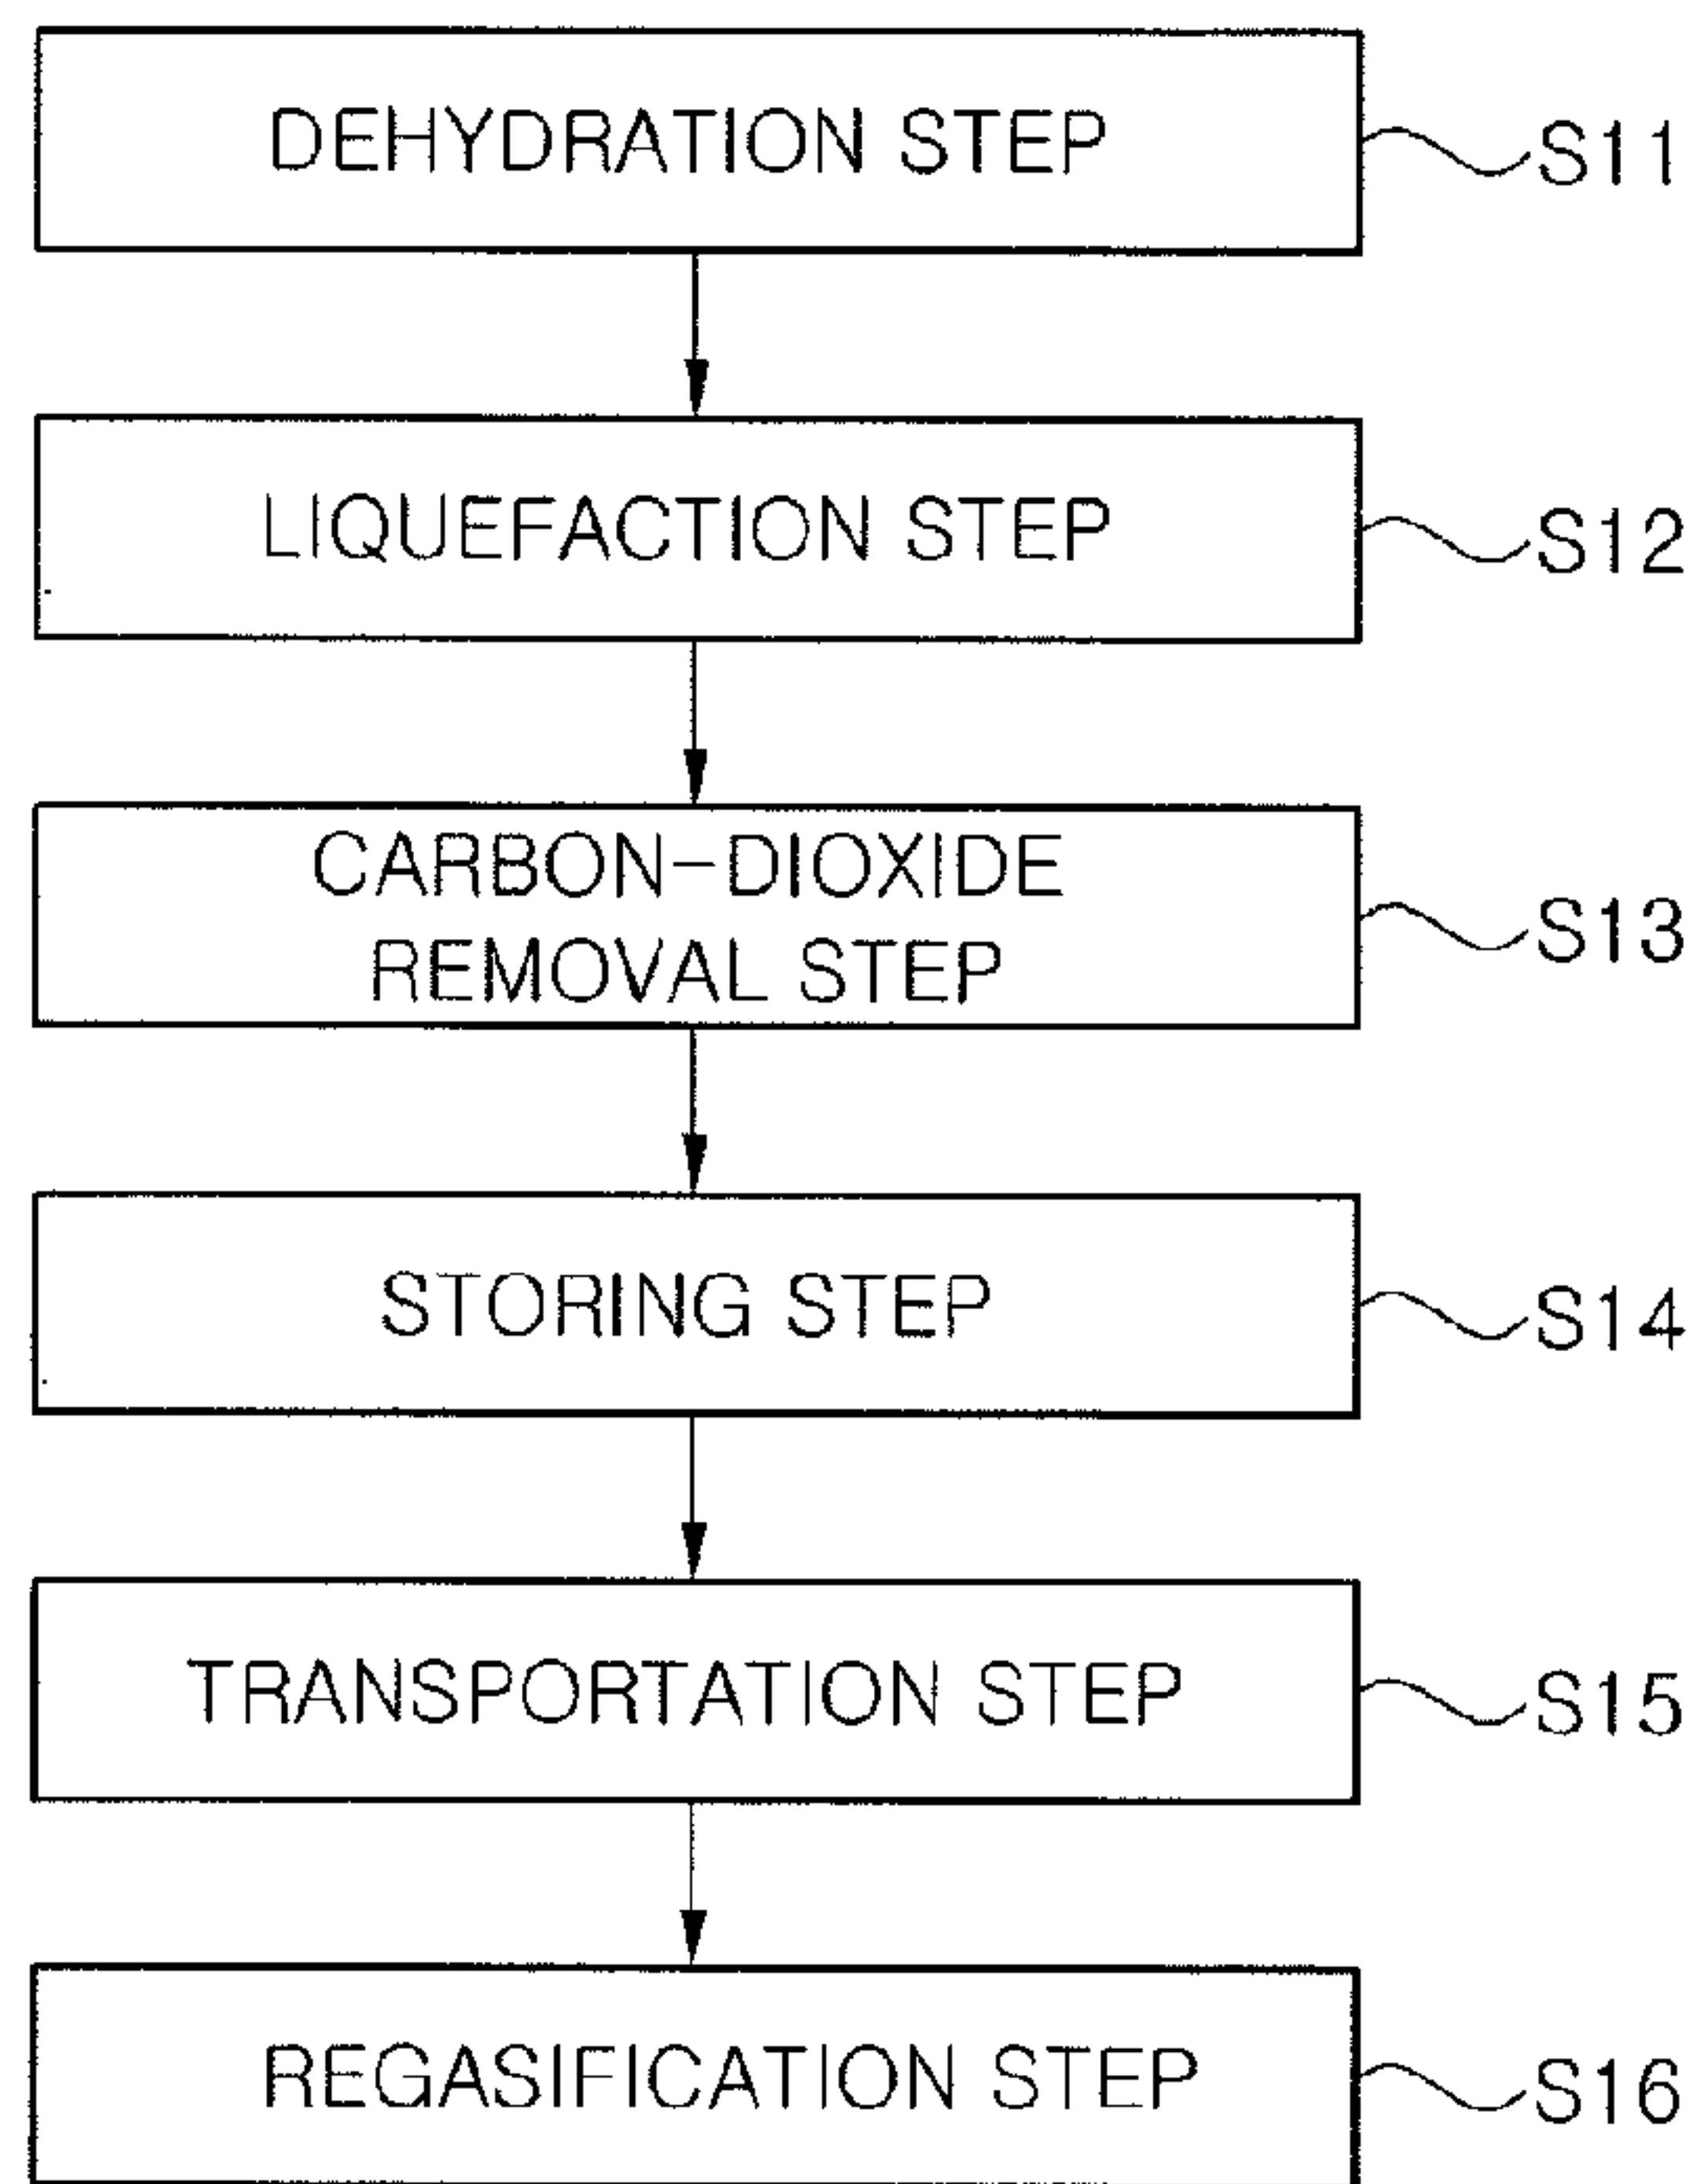 DEHYDRATION STEP S11
LIQUEFACTION STEP S12
CARBON-DIOXIDE
REMOVAL STEP S13
STORING STEP S14
TRANSPORTATION STEP S15
REGASIFICATION STEP S16